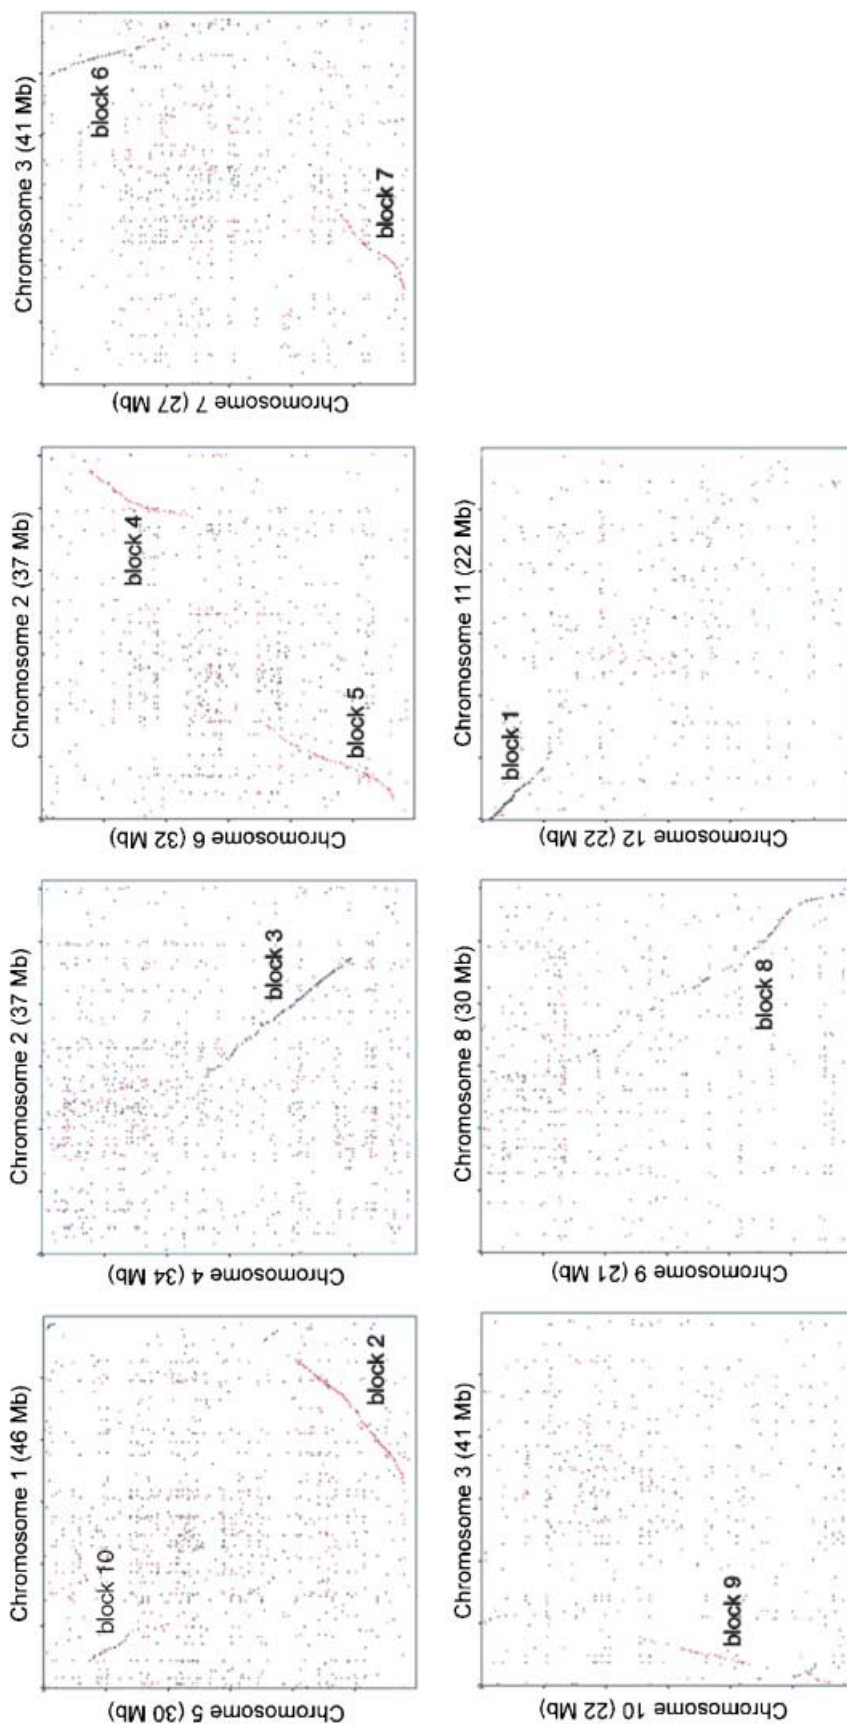 Chromosome 1 (46 Mb)
Chromosome 5 (30 Mb)
block 10
block 2
Chromosome 2 (37 Mb)
Chromosome 4 (34 Mb)
block 3
Chromosome 2 (37 Mb)
Chromosome 6 (32 Mb)
block 4
block 5
Chromosome 3 (41 Mb)
Chromosome 7 (27 Mb)
block 6
block 7
Chromosome 3 (41 Mb)
Chromosome 10 (22 Mb)
block 9
Chromosome 8 (30 Mb)
Chromosome 9 (21 Mb)
block 8
Chromosome 11 (22 Mb)
Chromosome 12 (22 Mb)
block 1